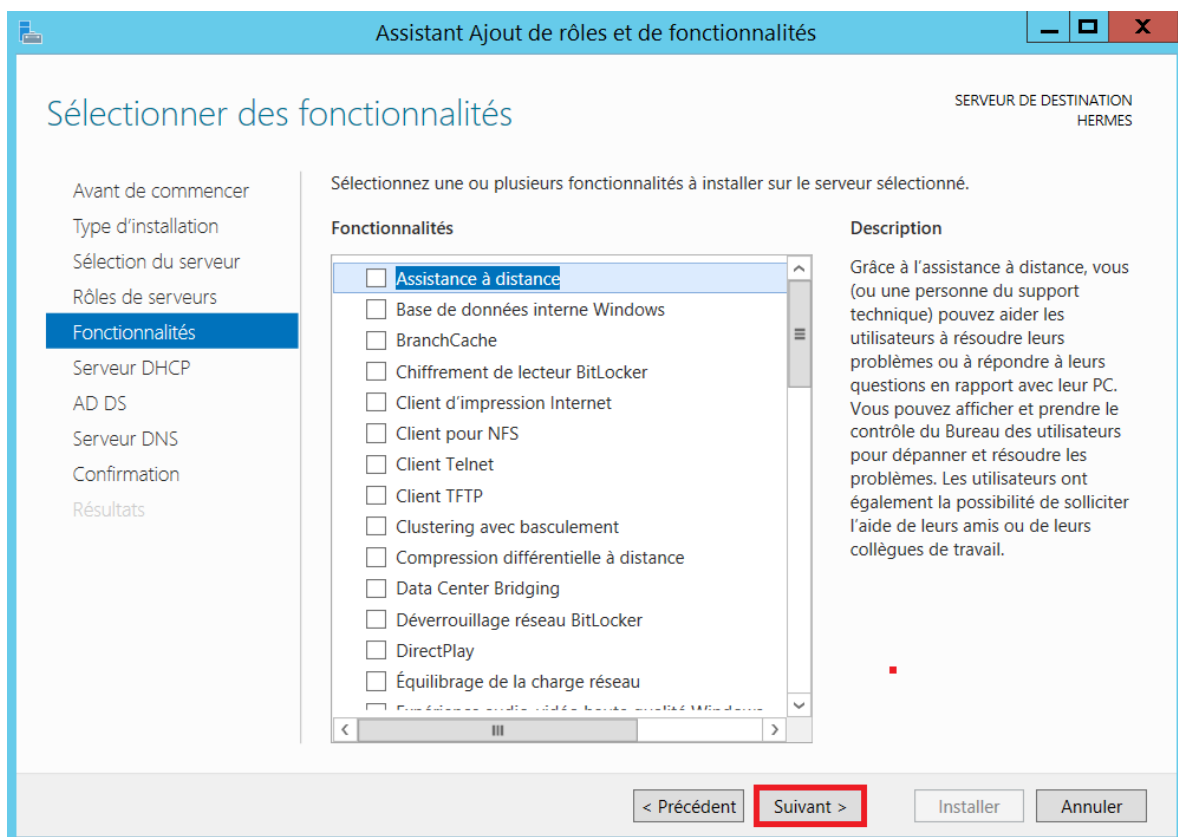 Assistant Ajout de rôles et de fonctionnalités
Sélectionner des fonctionnalités
SERVEUR DE DESTINATION
HERMES
Avant de commencer
Type d'installation
Sélection du serveur
Rôles de serveurs
Fonctionnalités
Serveur DHCP
AD DS
Serveur DNS
Confirmation
Résultats
Sélectionnez une ou plusieurs fonctionnalités à installer sur le serveur sélectionné.
Fonctionnalités
Assistance à distance
Base de données interne Windows
BranchCache
Chiffrement de lecteur BitLocker
Client d'impression Internet
Client pour NFS
Client Telnet
Client TFTP
Clustering avec basculement
Compression différentielle à distance
Data Center Bridging
Déverrouillage réseau BitLocker
DirectPlay
Équilibrage de la charge réseau
Expérience audio-vidéo haute qualité Windows
Description
Grâce à l'assistance à distance, vous
(ou une personne du support
technique) pouvez aider les
utilisateurs à résoudre leurs
problèmes ou à répondre à leurs
questions en rapport avec leur PC.
Vous pouvez afficher et prendre le
contrôle du Bureau des utilisateurs
pour dépanner et résoudre les
problèmes. Les utilisateurs ont
également la possibilité de solliciter
l'aide de leurs amis ou de leurs
collègues de travail.
< Précédent
Suivant >
Installer
Annuler